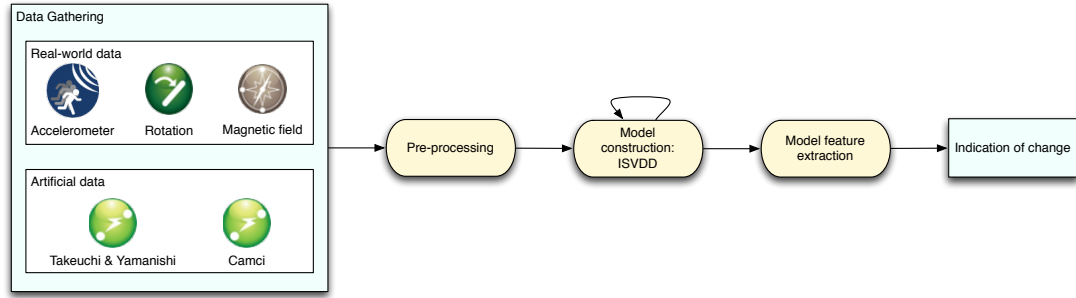 Data Gathering
Real-world data
Accelerometer
Rotation
Magnetic field
Artificial data
Takeuchi & Yamanishi
Camci
Pre-processing
Model
construction:
ISVDD
Model feature
extraction
Indication of change